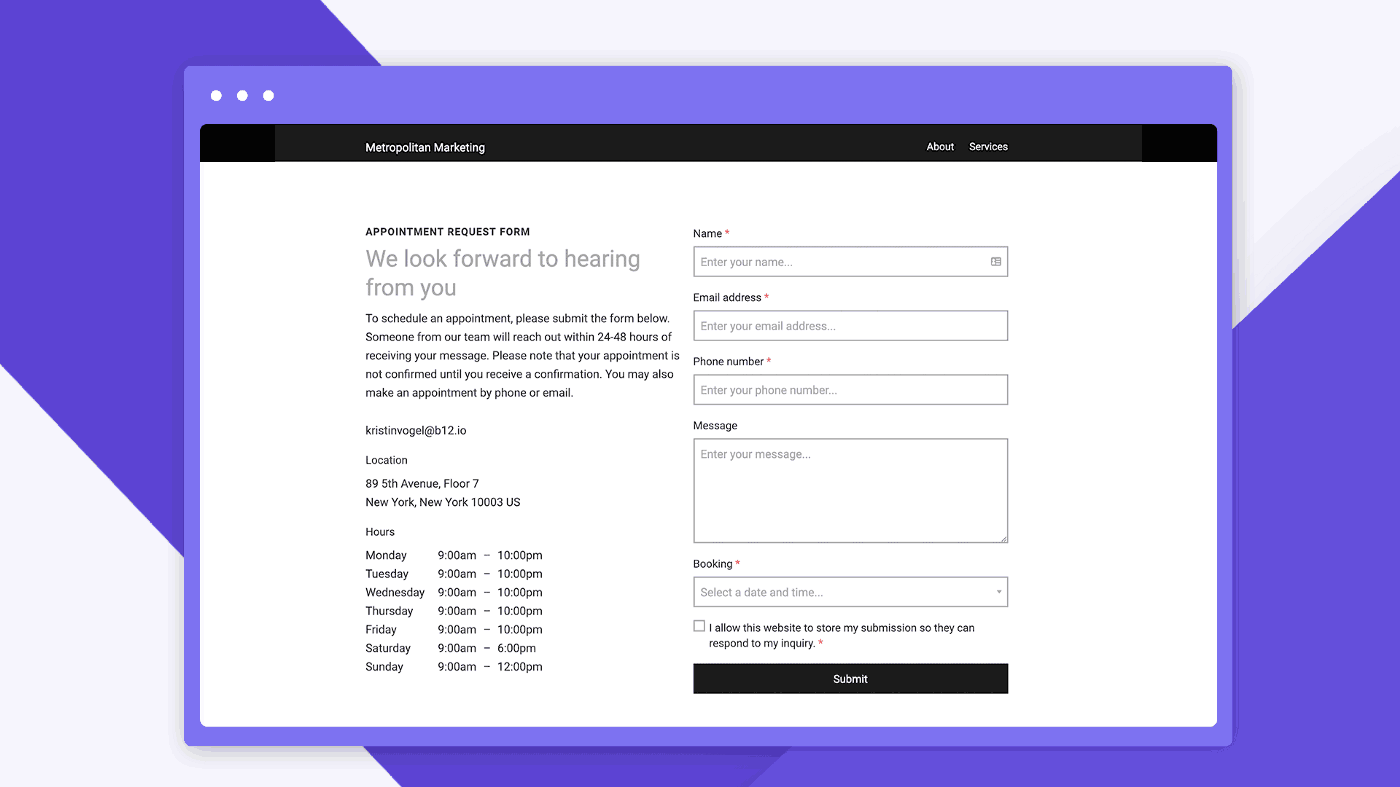 Metropolitan Marketing
About Services
APPOINTMENT REQUEST FORM
We look forward to hearing
from you
To schedule an appointment, please submit the form below.
Someone from our team will reach out within 24-48 hours of
receiving your message. Please note that your appointment is
not confirmed until you receive a confirmation. You may also
make an appointment by phone or email.
kristinvogel@b12.io
Location
89 5th Avenue, Floor 7
New York, New York 10003 US
Hours
Monday 9:00am – 10:00pm
Tuesday 9:00am – 10:00pm
Wednesday 9:00am – 10:00pm
Thursday 9:00am – 10:00pm
Friday 9:00am – 10:00pm
Saturday 9:00am – 6:00pm
Sunday 9:00am – 12:00pm
Name *
Enter your name...
Email address *
Enter your email address...
Phone number *
Enter your phone number...
Message
Enter your message...
Booking *
Select a date and time...
I allow this website to store my submission so they can
respond to my inquiry. *
Submit